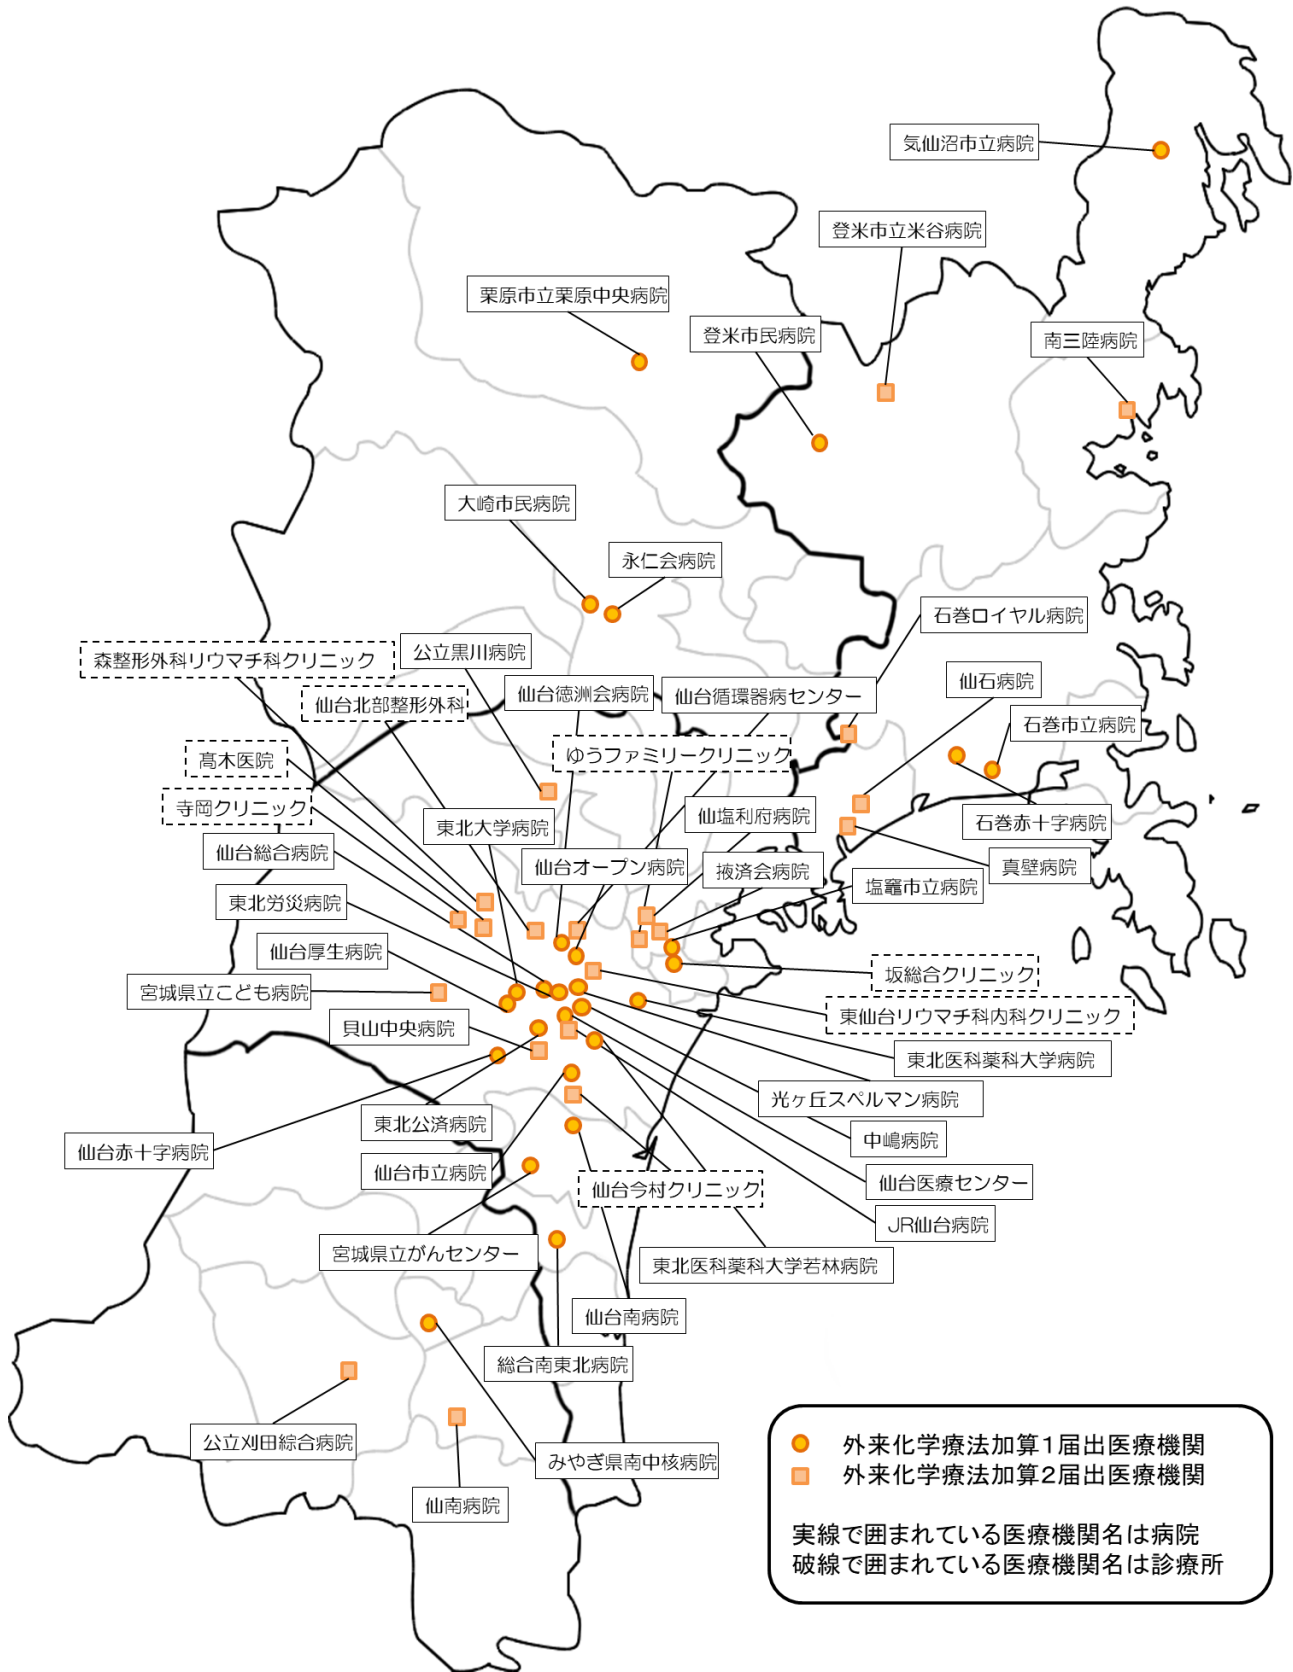 気仙沼市立病院
登米市立米谷病院
栗原市立栗原中央病院
登米市民病院
南三陸病院
大崎市民病院
永仁会病院
石巻ロイヤル病院
公立黒川病院
森整形外科リウマチ科クリニック
仙石病院
仙台徳洲会病院
仙台循環器病センター
仙台北部整形外科
石巻市立病院
髙木医院
ゆうファミリークリニック
寺岡クリニック
仙塩利府病院
石巻赤十字病院
東北大学病院
仙台総合病院
仙台オープン病院
掖済会病院
真壁病院
塩竈市立病院
東北労災病院
仙台厚生病院
坂総合クリニック
宮城県立こども病院
東仙台リウマチ科内科クリニック
貝山中央病院
東北医科薬科大学病院
光ヶ丘スペルマン病院
東北公済病院
中嶋病院
仙台赤十字病院
仙台市立病院
仙台今村クリニック
仙台医療センター
JR仙台病院
宮城県立がんセンター
東北医科薬科大学若林病院
仙台南病院
総合南東北病院
公立刈田綜合病院
みやぎ県南中核病院
仙南病院
外来化学療法加算1届出医療機関
外来化学療法加算2届出医療機関
実線で囲まれている医療機関名は病院
破線で囲まれている医療機関名は診療所